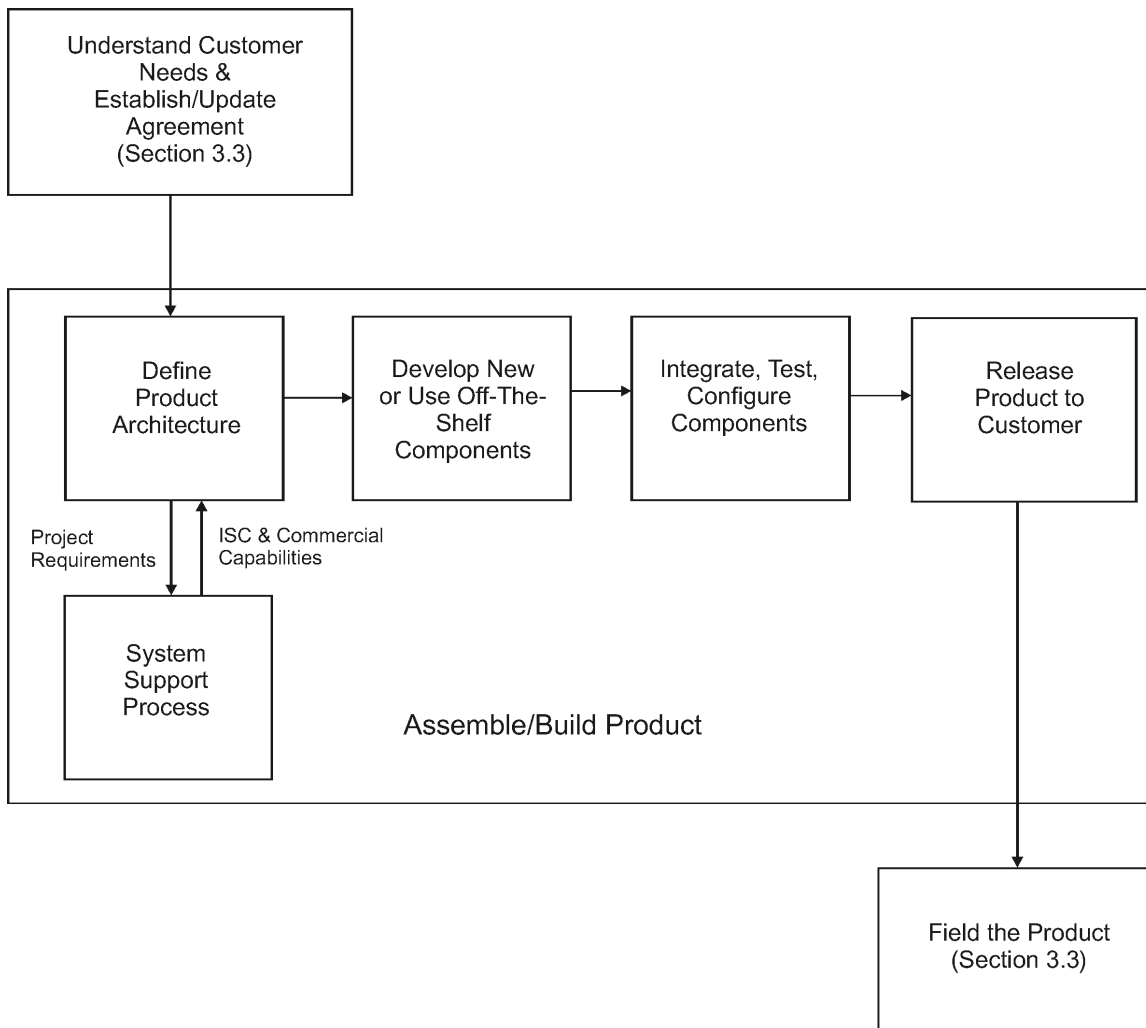 Understand Customer
Needs &
Establish/Update
Agreement
(Section 3.3)
Define
Product
Architecture
Develop New
or Use Off-The-
Shelf
Components
Integrate, Test,
Configure
Components
Release
Product to
Customer
Project
Requirements
ISC & Commercial
Capabilities
System
Support
Process
Assemble/Build Product
Field the Product
(Section 3.3)